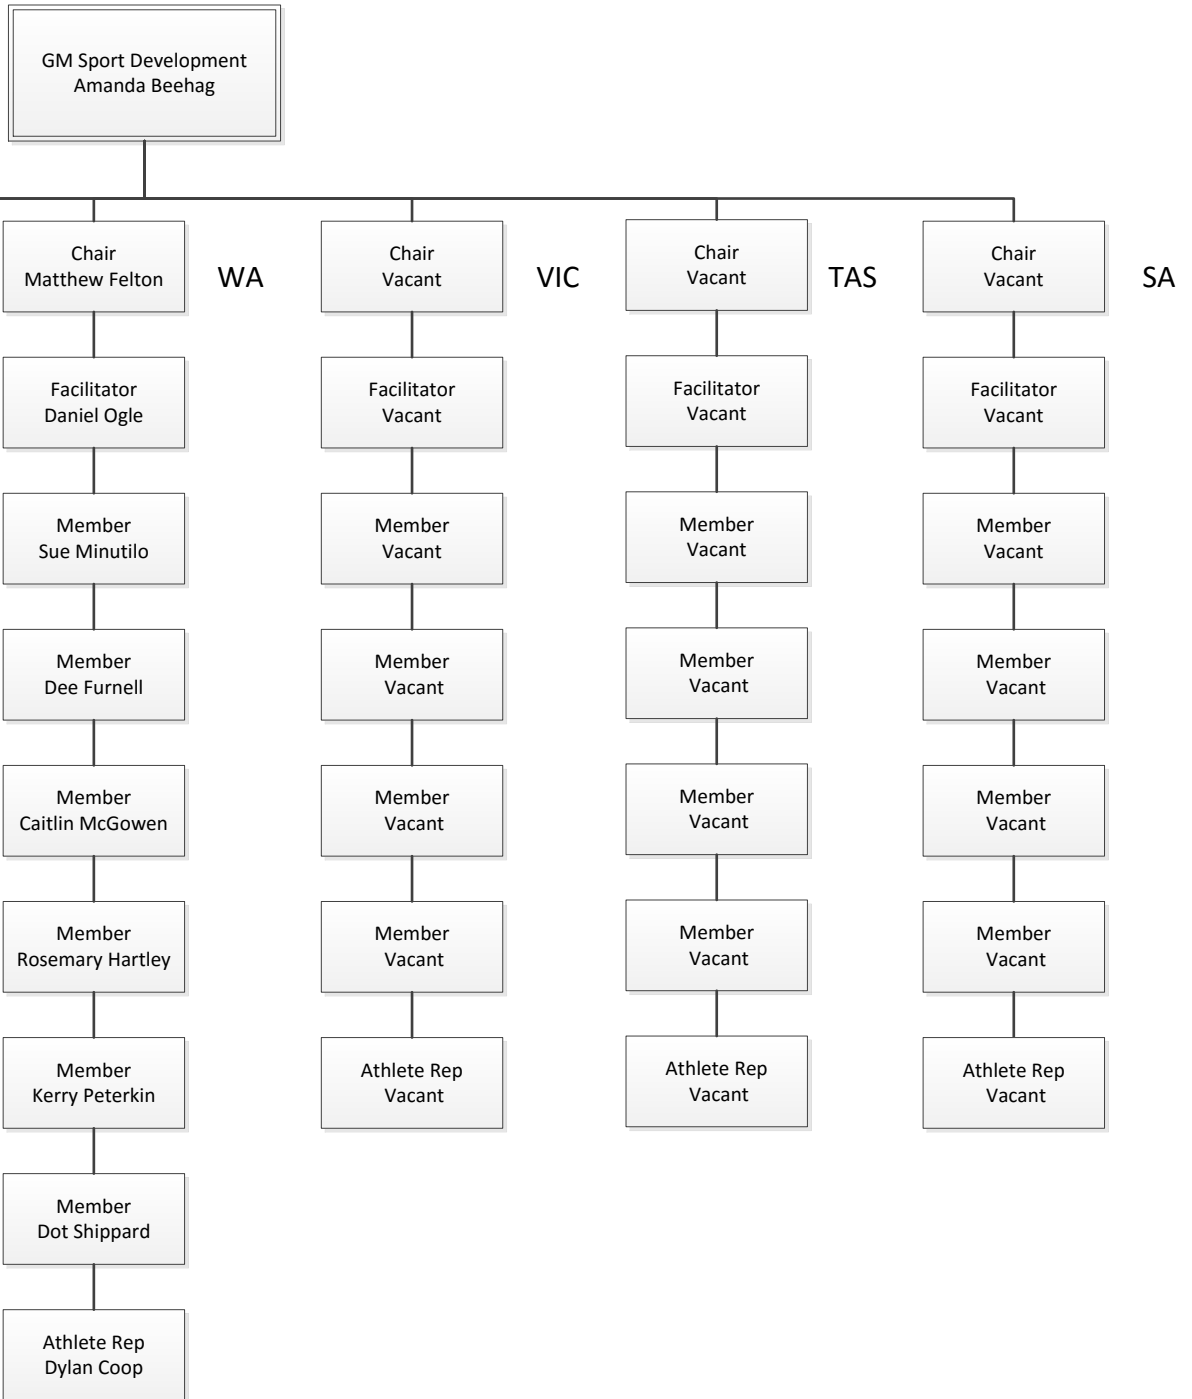 GM Sport Development
Amanda Beehag
Chair
Matthew Felton
WA
Facilitator
Daniel Ogle
Member
Sue Minutilo
Member
Dee Furnell
Member
Caitlin McGowen
Member
Rosemary Hartley
Member
Kerry Peterkin
Member
Dot Shippard
Athlete Rep
Dylan Coop
Chair
Vacant
VIC
Facilitator
Vacant
Member
Vacant
Member
Vacant
Member
Vacant
Member
Vacant
Athlete Rep
Vacant
Chair
Vacant
TAS
Facilitator
Vacant
Member
Vacant
Member
Vacant
Member
Vacant
Member
Vacant
Athlete Rep
Vacant
Chair
Vacant
SA
Facilitator
Vacant
Member
Vacant
Member
Vacant
Member
Vacant
Member
Vacant
Athlete Rep
Vacant